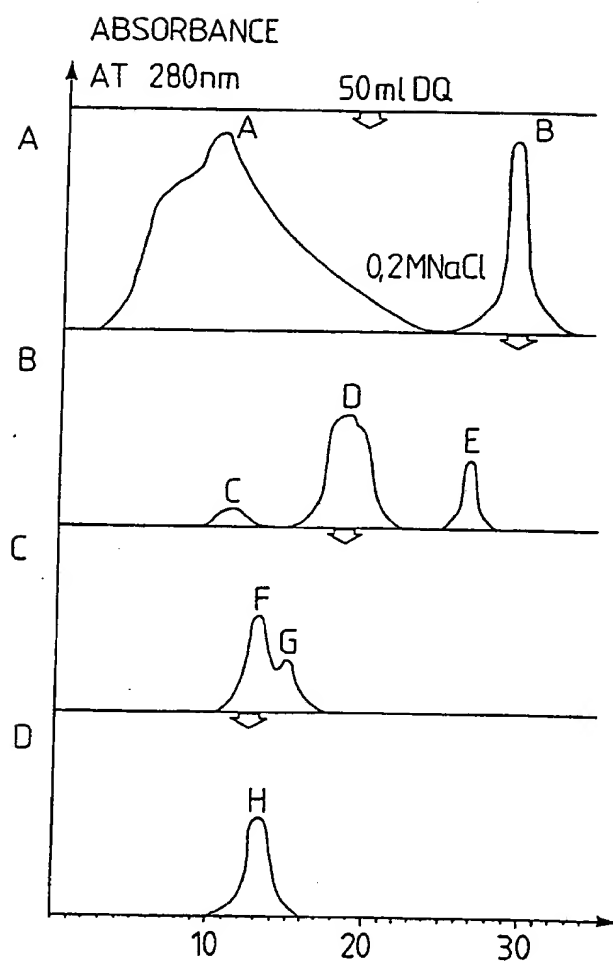 ABSORBANCE
AT 280nm
50ml DQ
A
A
B
0,2MNaCl
B
C
D
E
C
F
G
D
H
10
20
30